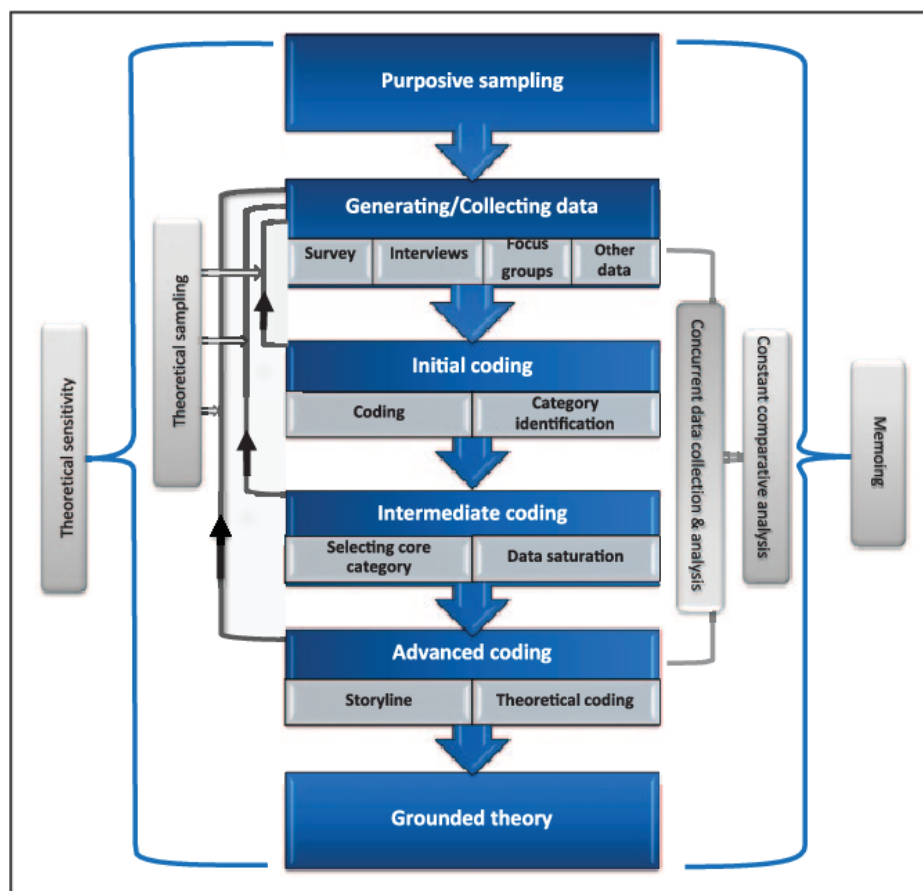 Purposive sampling
Generating/Collecting data
Survey
Interviews
Focus
groups
Other
data
Initial coding
Coding
Category
identification
Intermediate coding
Selecting core
category
Data saturation
Advanced coding
Storyline
Theoretical coding
Grounded theory
Theoretical sensitivity
Theoretical sampling
Concurrent data collection & analysis
Constant comparative analysis
Memoing